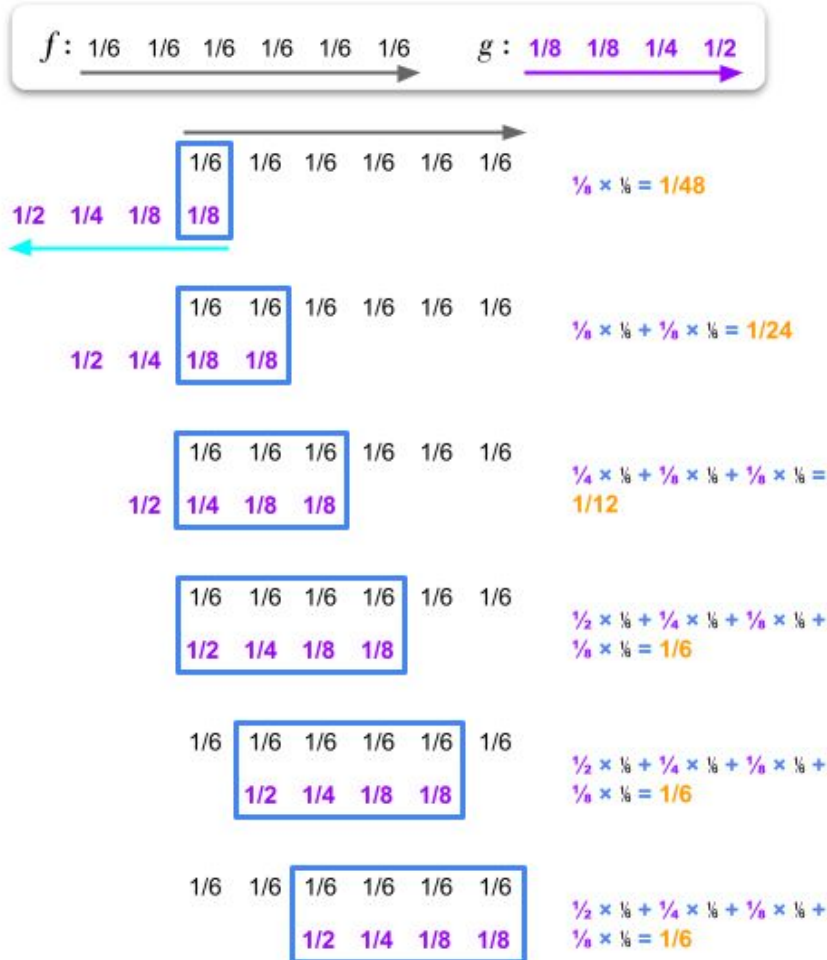 f : 1/6 1/6 1/6 1/6 1/6 1/6 g : 1/8 1/8 1/4 1/2
1/6 1/6 1/6 1/6 1/6 1/6
1/2 1/4 1/8 1/8
⅛ × ⅙ = 1/48
1/6 1/6 1/6 1/6 1/6 1/6
1/2 1/4 1/8 1/8
⅛ × ⅙ + ⅛ × ⅙ = 1/24
1/6 1/6 1/6 1/6 1/6 1/6
1/2 1/4 1/8 1/8
¼ × ⅙ + ⅛ × ⅙ + ⅛ × ⅙ =
1/12
1/6 1/6 1/6 1/6 1/6 1/6
1/2 1/4 1/8 1/8
½ × ⅙ + ¼ × ⅙ + ⅛ × ⅙ +
⅛ × ⅙ = 1/6
1/6 1/6 1/6 1/6 1/6 1/6
1/2 1/4 1/8 1/8
½ × ⅙ + ¼ × ⅙ + ⅛ × ⅙ +
⅛ × ⅙ = 1/6
1/6 1/6 1/6 1/6 1/6 1/6
1/2 1/4 1/8 1/8
½ × ⅙ + ¼ × ⅙ + ⅛ × ⅙ +
⅛ × ⅙ = 1/6